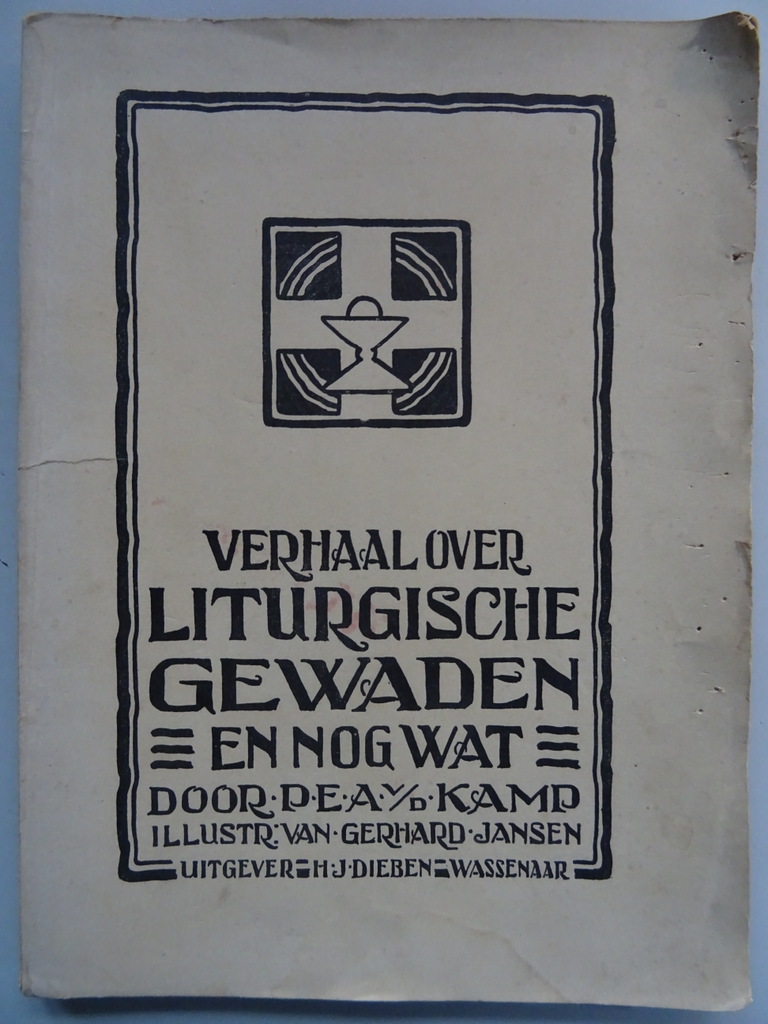 VERHAAL OVER
LITURGISCHE
GEWADEN
EN NOG WAT
DOOR·P·E·A·V/D·KAMP
ILLUSTR: VAN·GERHARD·JANSEN
UITGEVER=H·J·DIEBEN=WASSENAAR